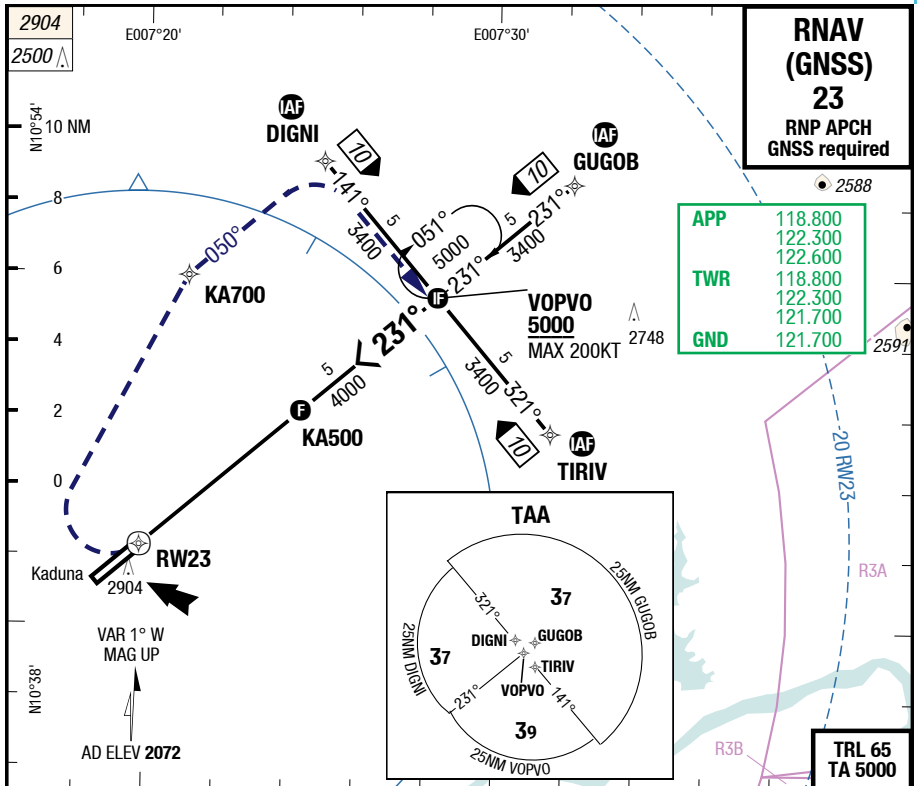 2904
2500
E007°20'
E007°30'
RNAV
(GNSS)
23
RNP APCH
GNSS required
N10°54'
10 NM
8
6
4
2
0
IAF
DIGNI
10
141°
5
3400
IAF
GUGOB
10
231°
5
3400
051°
5000
231°
2588
APP 118.800
122.300
122.600
TWR 118.800
122.300
121.700
GND 121.700
050°
KA700
IF
VOPVO
5000
MAX 200KT
2748
2591
231°
5
4000
F
KA500
5
3400
321°
10
IAF
TIRIV
20 RW23
RW23
Kaduna
2904
VAR 1° W
MAG UP
N10°38'
AD ELEV 2072
TAA
321°
37
25NM GUGOB
DIGNI
GUGOB
25NM DIGNI
37
TIRIV
VOPVO
231°
141°
39
25NM VOPVO
R3A
R3B
TRL 65
TA 5000